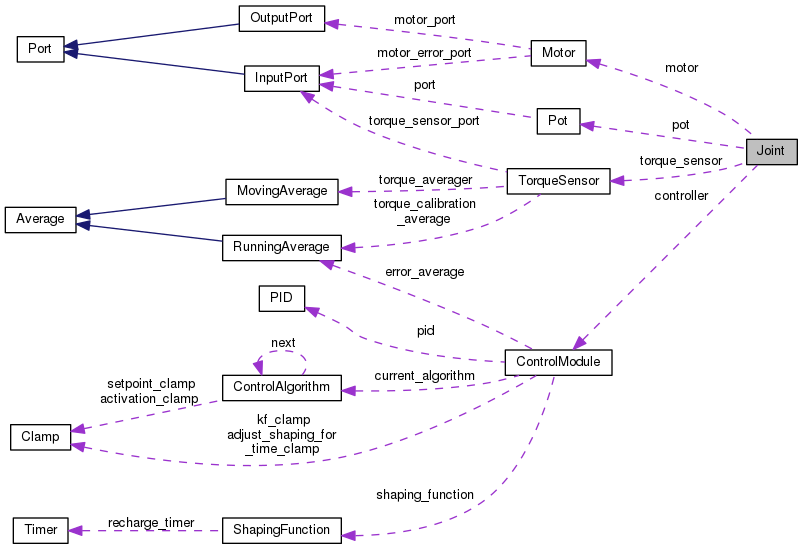 OutputPort
motor_port
Port
motor_error_port
Motor
motor
InputPort
port
torque_sensor_port
Pot
pot
Joint
torque_sensor
MovingAverage
torque_averager
TorqueSensor
controller
torque_calibration
_average
Average
RunningAverage
error_average
PID
pid
next
ControlModule
ControlAlgorithm
current_algorithm
setpoint_clamp
activation_clamp
kf_clamp
adjust_shaping_for
_time_clamp
Clamp
shaping_function
Timer
recharge_timer
ShapingFunction